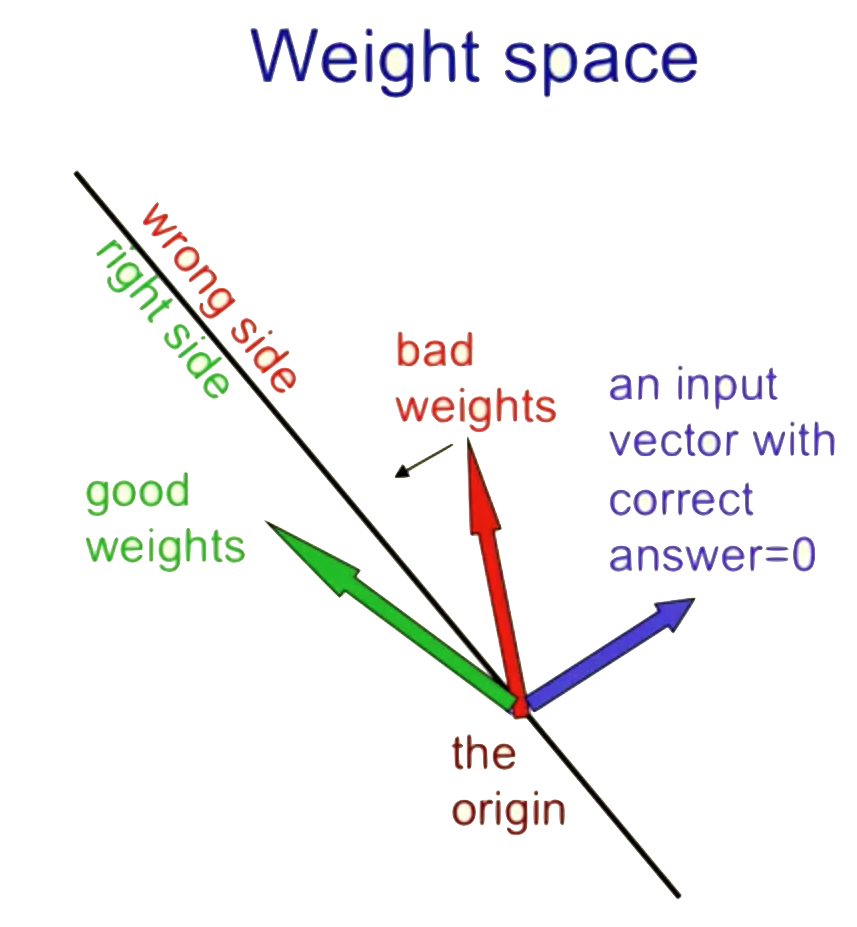 Weight space
wrong side
right side
bad
weights
an input
vector with
correct
answer=0
good
weights
the
origin